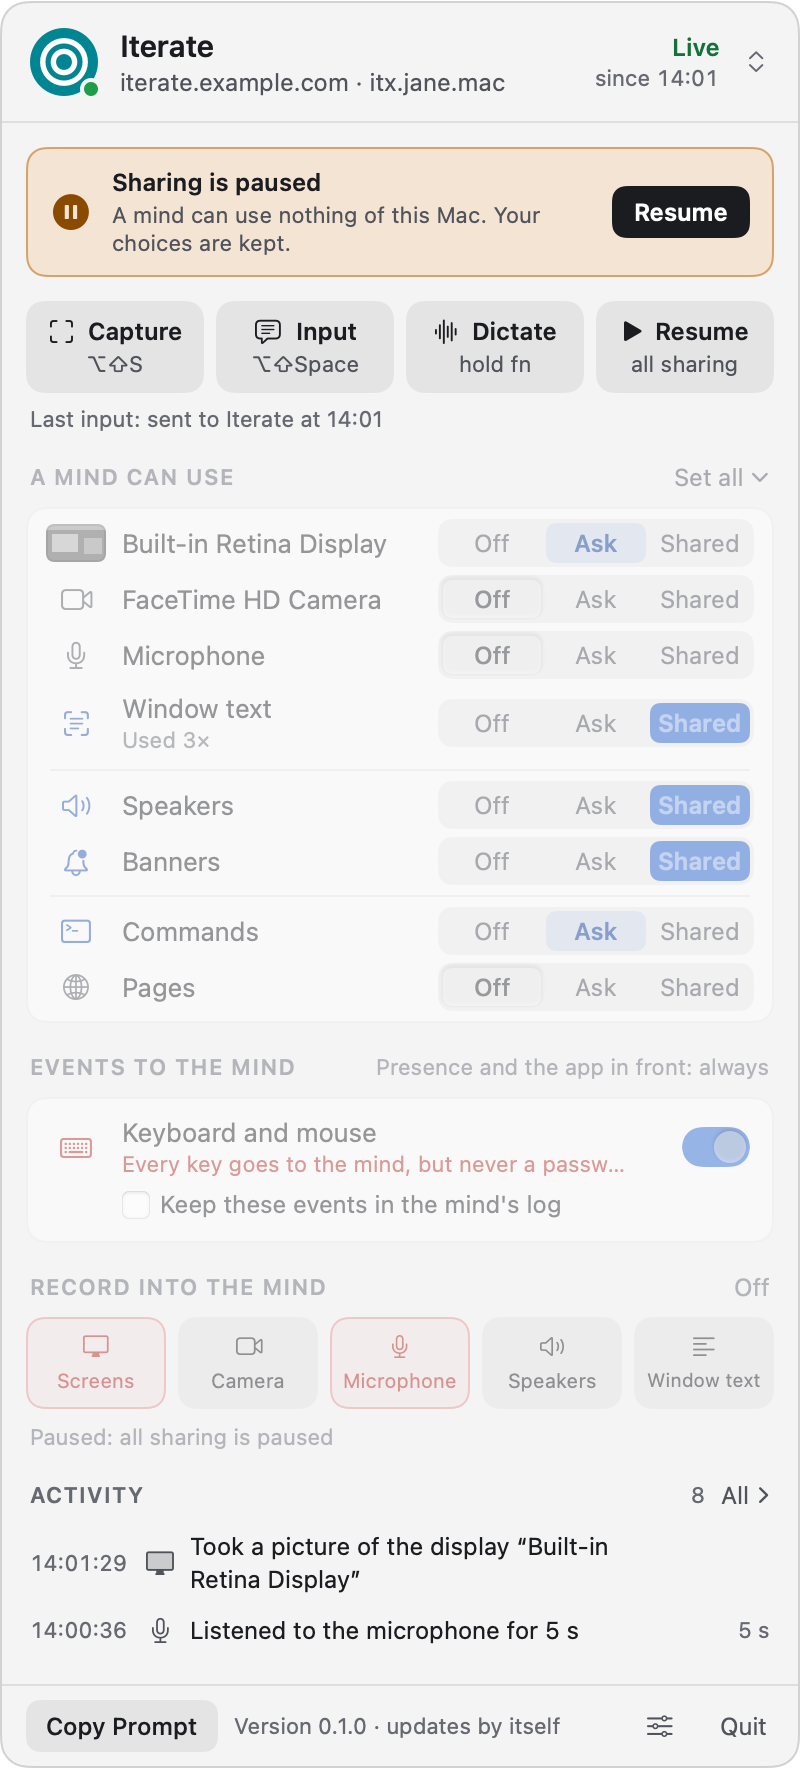 Iterate
iterate.example.com · itx.jane.mac
Live
since 14:01
Sharing is paused
A mind can use nothing of this Mac. Your
choices are kept.
Resume
Capture
⌥⇧S
Input
⌥⇧Space
Dictate
hold fn
Resume
all sharing
Last input: sent to Iterate at 14:01
A MIND CAN USE
Set all
Built-in Retina Display
Off Ask Shared
FaceTime HD Camera
Off Ask Shared
Microphone
Off Ask Shared
Window text
Used 3×
Off Ask Shared
Speakers
Off Ask Shared
Banners
Off Ask Shared
Commands
Off Ask Shared
Pages
Off Ask Shared
EVENTS TO THE MIND
Presence and the app in front: always
Keyboard and mouse
Every key goes to the mind, but never a passw...
Keep these events in the mind's log
RECORD INTO THE MIND
Off
Screens
Camera
Microphone
Speakers
Window text
Paused: all sharing is paused
ACTIVITY
8 All
14:01:29
Took a picture of the display “Built-in
Retina Display”
14:00:36
Listened to the microphone for 5 s
5 s
Copy Prompt
Version 0.1.0 · updates by itself
Quit